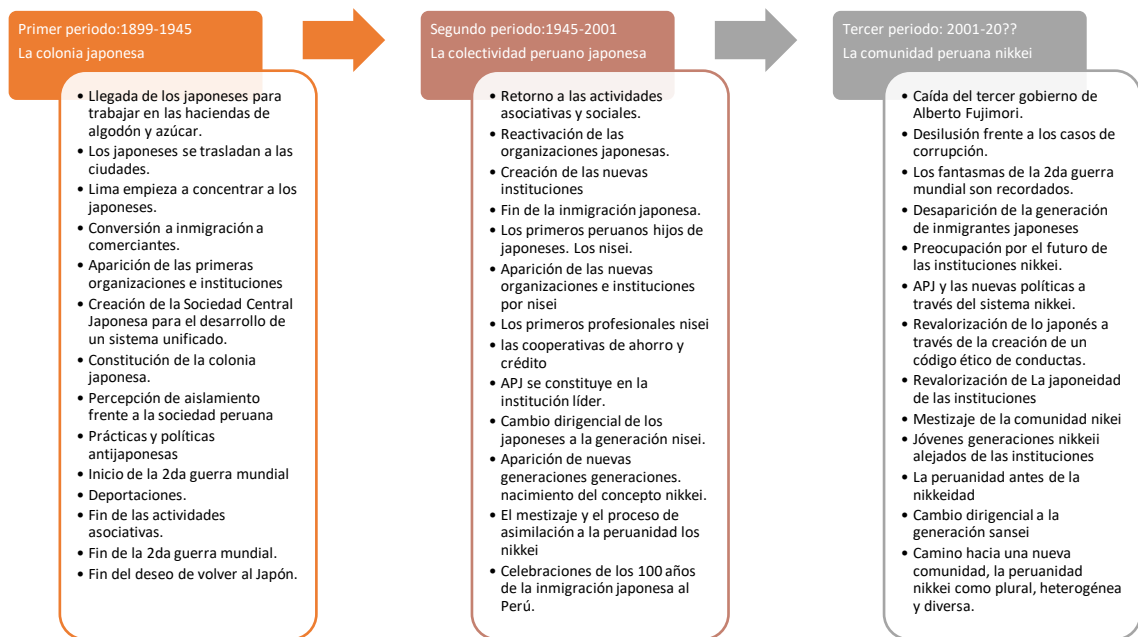 Primer periodo:1899-1945
La colonia japonesa
• Llegada de los japoneses para
trabajar en las haciendas de
algodón y azúcar.
• Los japoneses se trasladan a las
ciudades.
• Lima empieza a concentrar a los
japoneses.
• Conversión a inmigración a
comerciantes.
• Aparición de las primeras
organizaciones e instituciones
• Creación de la Sociedad Central
Japonesa para el desarrollo de
un sistema unificado.
• Constitución de la colonia
japonesa.
• Percepción de aislamiento
frente a la sociedad peruana
• Prácticas y políticas
antijaponesas
• Inicio de la 2da guerra mundial
• Deportaciones.
• Fin de las actividades
asociativas.
• Fin de la 2da guerra mundial.
• Fin del deseo de volver al Japón.
Segundo periodo:1945-2001
La colectividad peruano japonesa
• Retorno a las actividades
asociativas y sociales.
• Reactivación de las
organizaciones japonesas.
• Creación de las nuevas
instituciones
• Fin de la inmigración japonesa.
• Los primeros peruanos hijos de
japoneses. Los nisei.
• Aparición de las nuevas
organizaciones e instituciones
por nisei
• Los primeros profesionales nisei
• las cooperativas de ahorro y
crédito
• APJ se constituye en la
institución líder.
• Cambio dirigencial de los
japoneses a la generación nisei.
• Aparición de nuevas
generaciones generaciones.
nacimiento del concepto nikkei.
• El mestizaje y el proceso de
asimilación a la peruanidad los
nikkei
• Celebraciones de los 100 años
de la inmigración japonesa al
Perú.
Tercer periodo: 2001-20??
La comunidad peruana nikkei
• Caída del tercer gobierno de
Alberto Fujimori.
• Desilusión frente a los casos de
corrupción.
• Los fantasmas de la 2da guerra
mundial son recordados.
• Desaparición de la generación
de inmigrantes japoneses
• Preocupación por el futuro de
las instituciones nikkei.
• APJ y las nuevas políticas a
través del sistema nikkei.
• Revalorización de lo japonés a
través de la creación de un
código ético de conductas.
• Revalorización de La japoneidad
de las instituciones
• Mestizaje de la comunidad nikei
• Jóvenes generaciones nikkeii
alejados de las instituciones
• La peruanidad antes de la
nikkeidad
• Cambio dirigencial a la
generación sansei
• Camino hacia una nueva
comunidad, la peruanidad
nikkei como plural, heterogénea
y diversa.